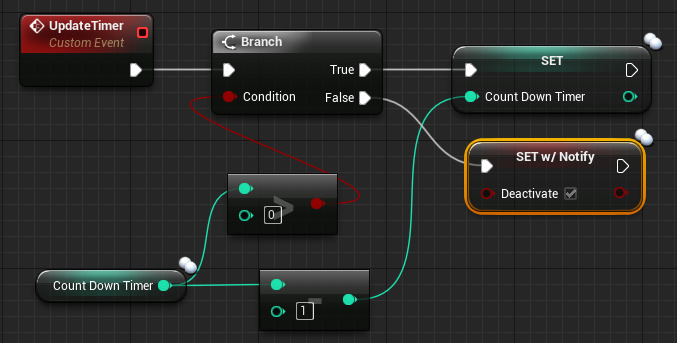 UpdateTimer
Custom Event
Branch
True
Condition
False
SET
Count Down Timer
SET w/ Notify
Deactivate
>
0
Count Down Timer
-
1